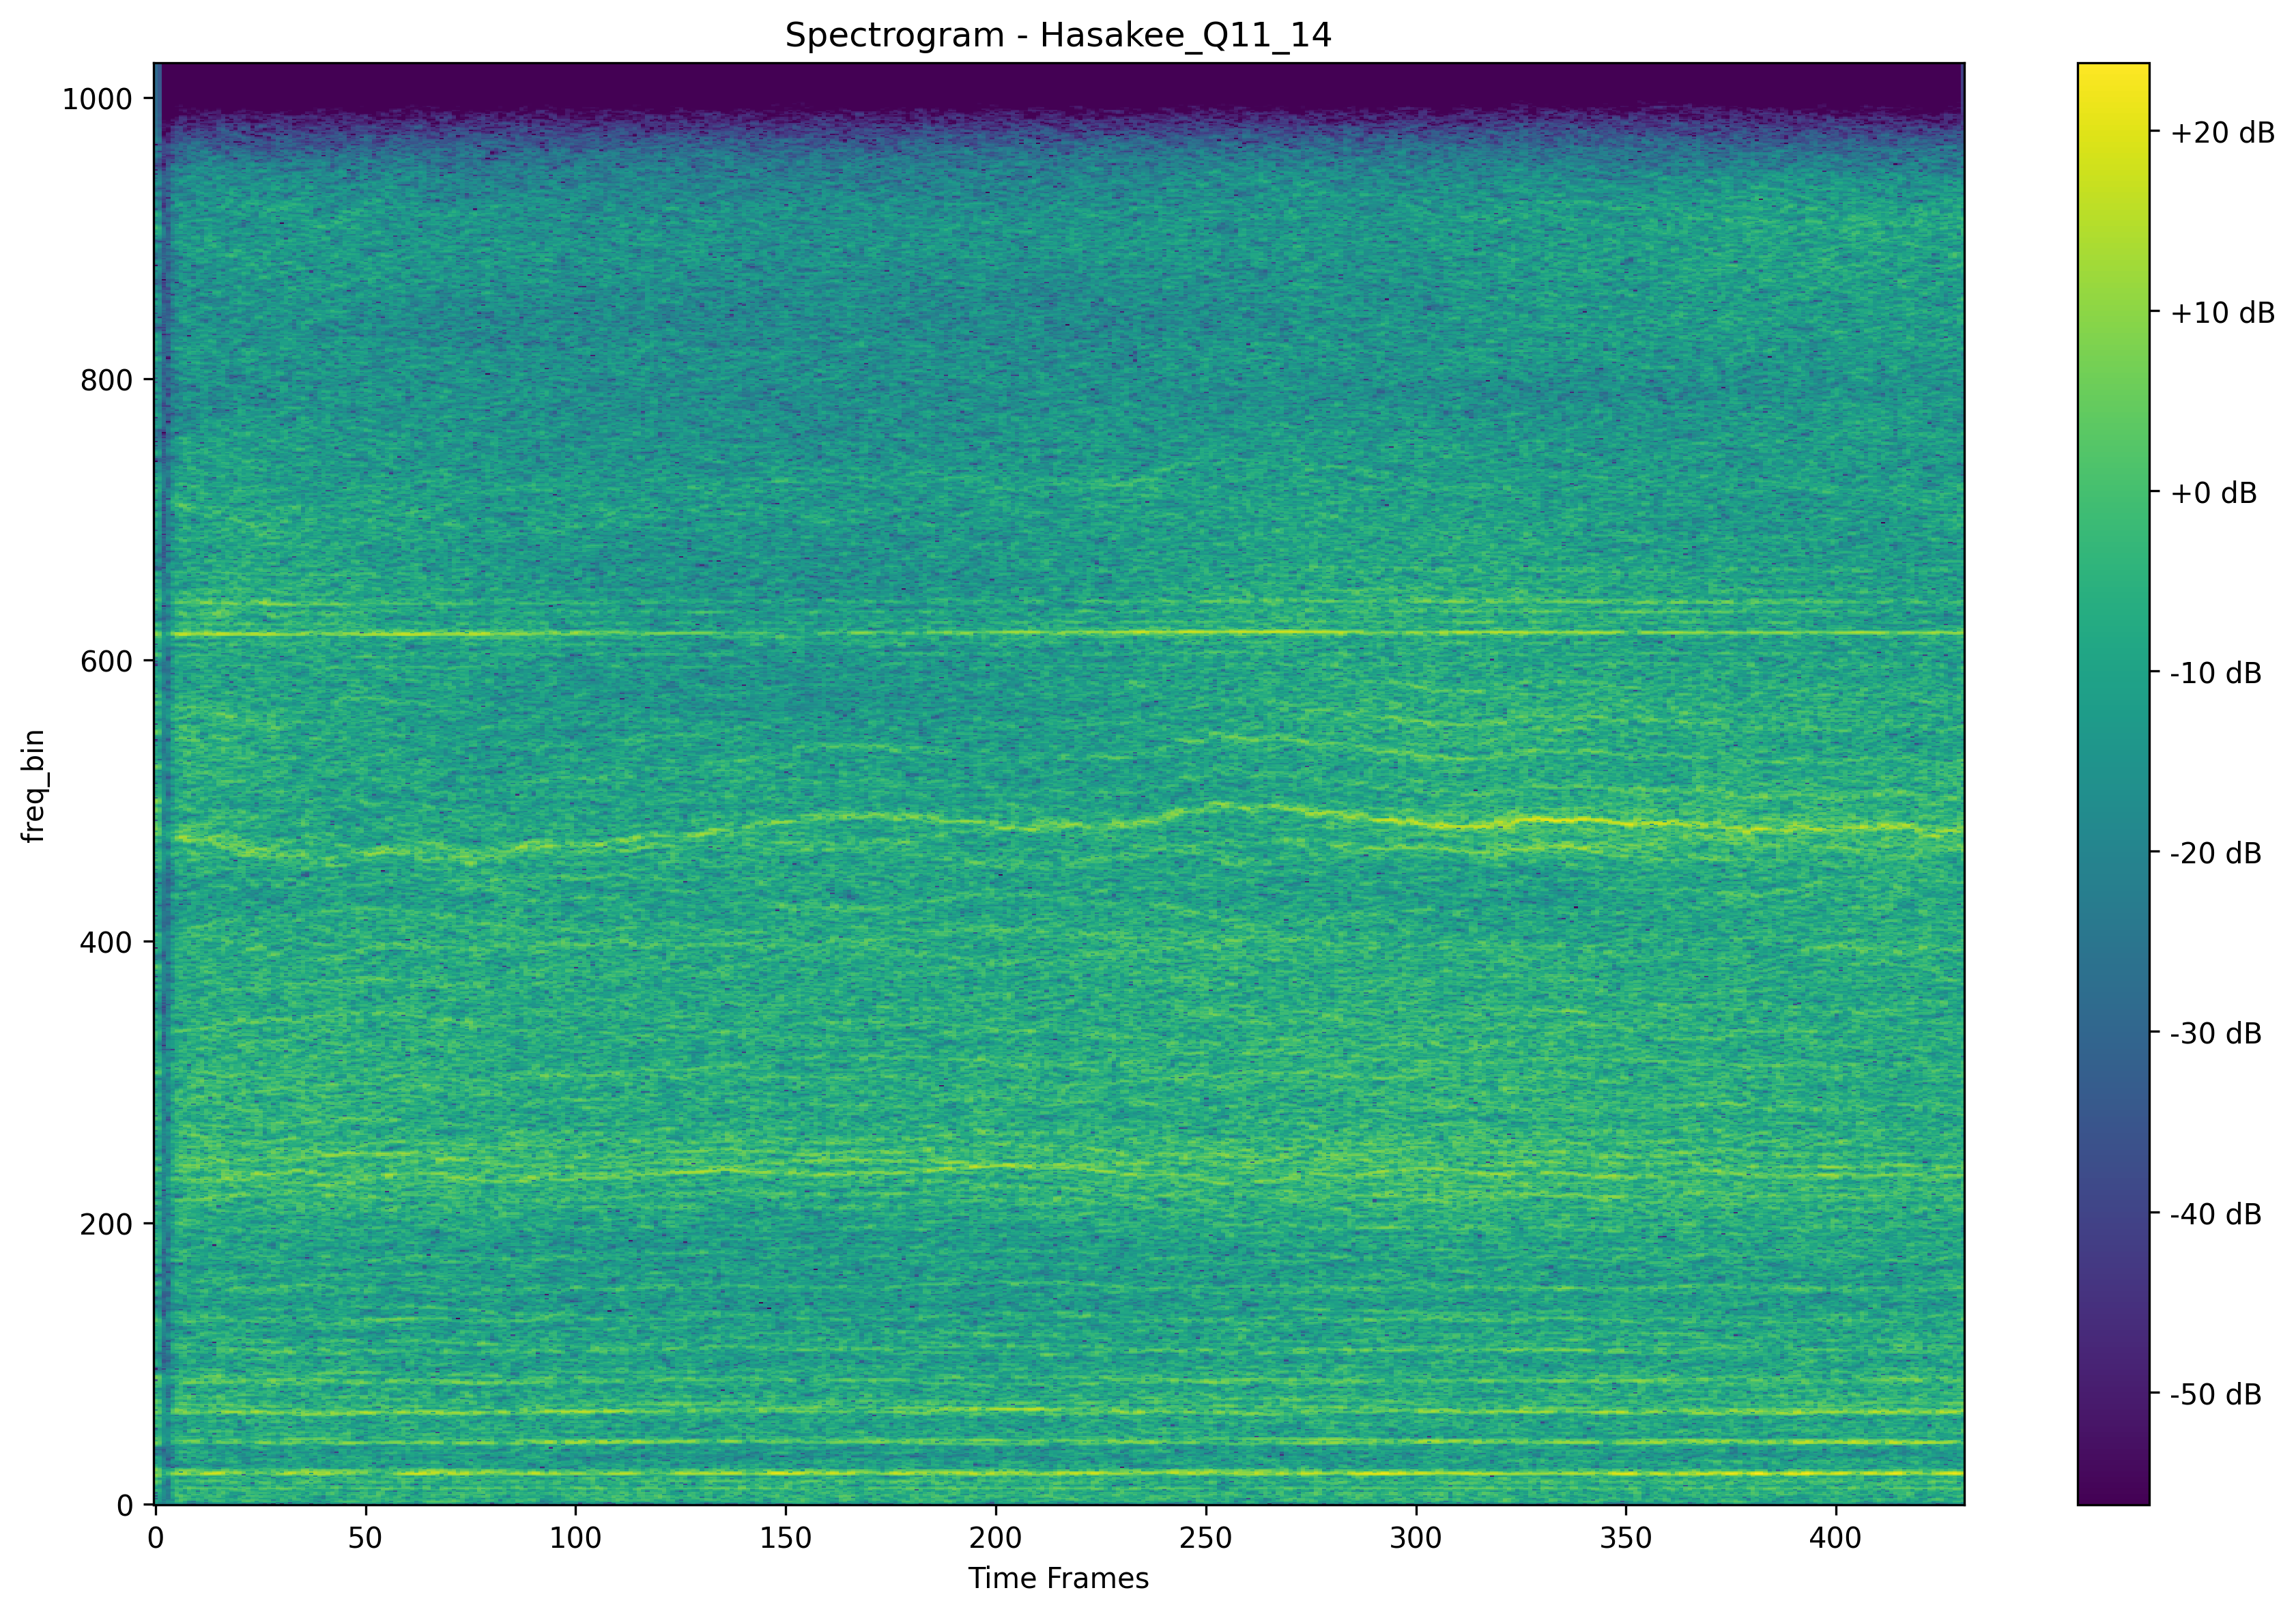 Spectrogram - Hasakee_Q11_14
1000
800
600
400
200
0
freq_bin
0 50 100 150 200 250 300 350 400
Time Frames
+20 dB
+10 dB
+0 dB
-10 dB
-20 dB
-30 dB
-40 dB
-50 dB